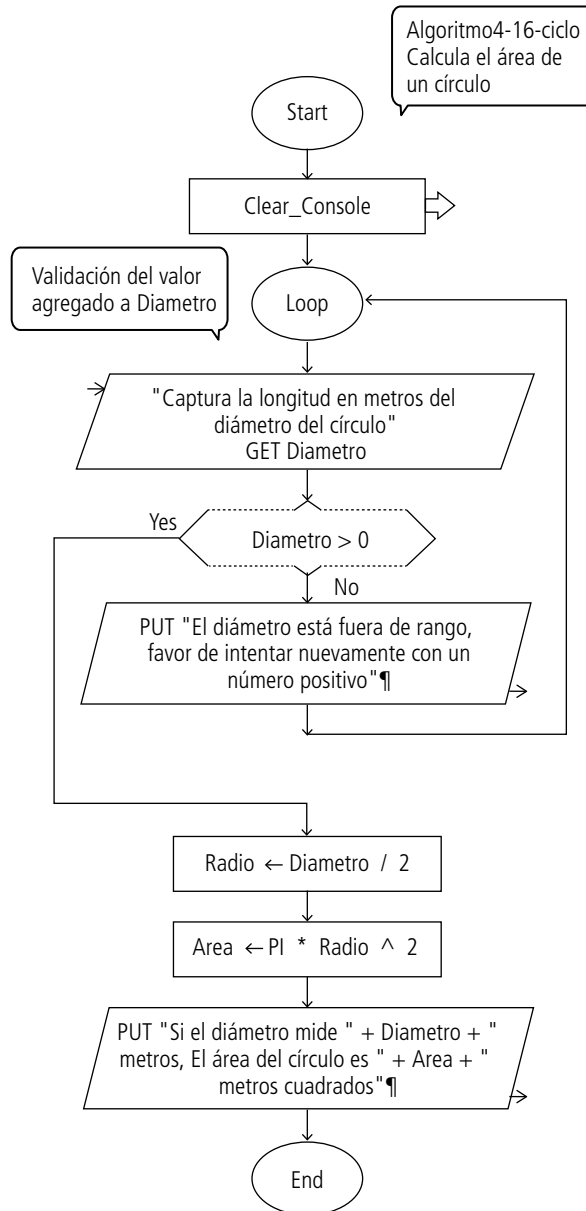 Algoritmo4-16-ciclo
Calcula el área de
un círculo
Start
Clear_Console
Validación del valor
agregado a Diametro
Loop
"Captura la longitud en metros del
diámetro del círculo"
GET Diametro
Yes
Diametro > 0
No
PUT "El diámetro está fuera de rango,
favor de intentar nuevamente con un
número positivo"¶
Radio ← Diametro / 2
Area ← PI * Radio ^ 2
PUT "Si el diámetro mide " + Diametro + "
metros, El área del círculo es " + Area + "
metros cuadrados"¶
End